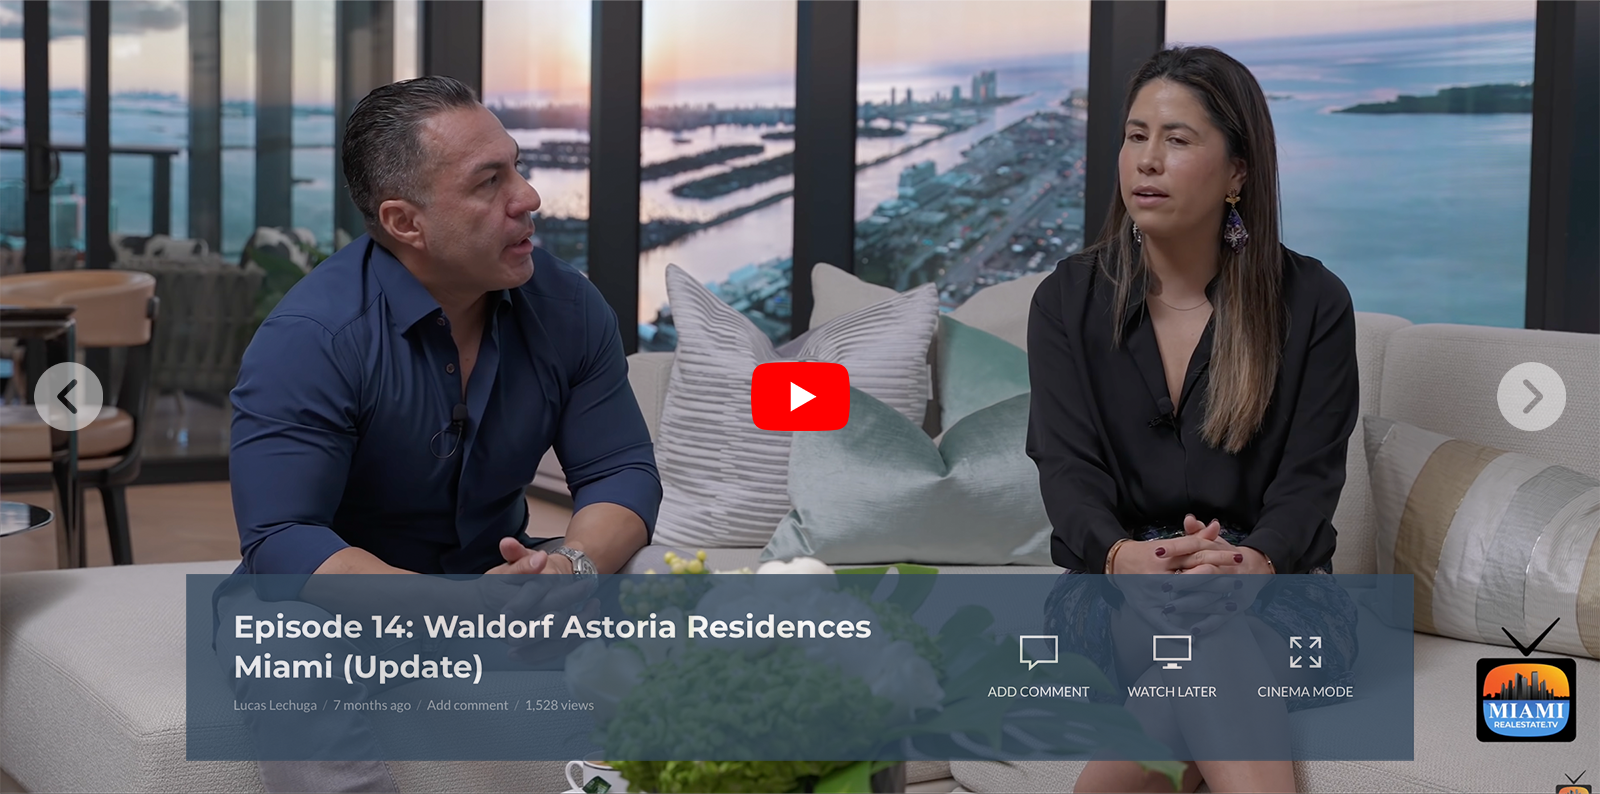 Episode 14: Waldorf Astoria Residences
Miami (Update)
Lucas Lechuga / 7 months ago / Add comment / 1,528 views
ADD COMMENT
WATCH LATER
CINEMA MODE
MIAMI
REALESTATE.TV